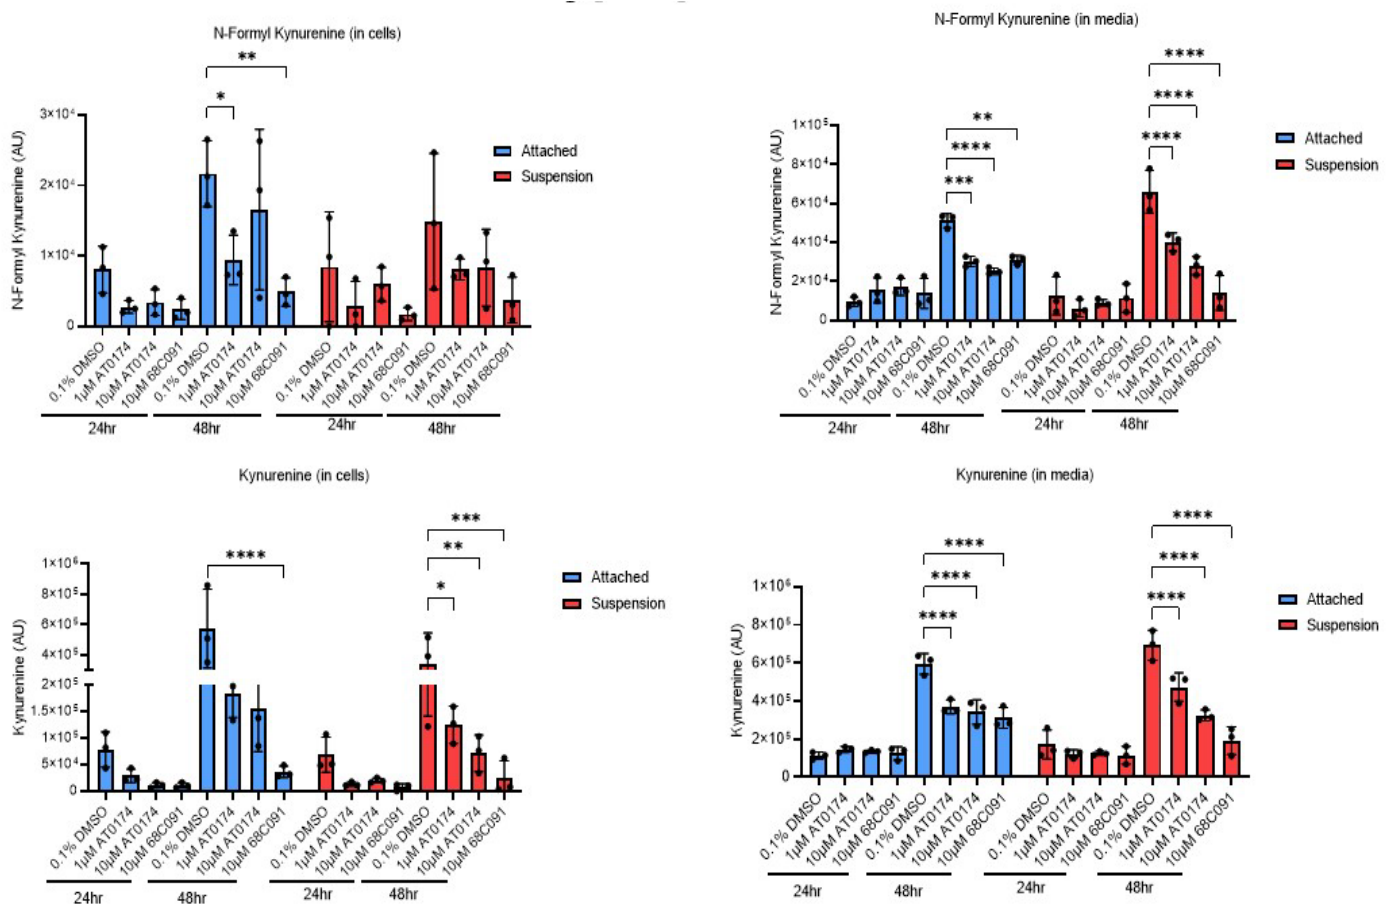 N-Formyl Kynurenine (in cells)
**
*
3×10⁴
2×10⁴
1×10⁴
0
N-Formyl Kynurenine (AU)
Attached
Suspension
0.1% DMSO
1µM AT0174
10µM AT0174
10µM 68C091
0.1% DMSO
1µM AT0174
10µM AT0174
10µM 68C091
0.1% DMSO
1µM AT0174
10µM AT0174
10µM 68C091
0.1% DMSO
1µM AT0174
10µM AT0174
10µM 68C091
24hr
48hr
24hr
48hr
N-Formyl Kynurenine (in media)
****
****
****
**
****
***
1×10⁵
8×10⁴
6×10⁴
4×10⁴
2×10⁴
0
N-Formyl Kynurenine (AU)
Attached
Suspension
0.1% DMSO
1µM AT0174
10µM AT0174
10µM 68C091
0.1% DMSO
1µM AT0174
10µM AT0174
10µM 68C091
0.1% DMSO
1µM AT0174
10µM AT0174
10µM 68C091
0.1% DMSO
1µM AT0174
10µM AT0174
10µM 68C091
24hr
48hr
24hr
48hr
Kynurenine (in cells)
***
**
*
****
1×10⁶
8×10⁵
6×10⁵
4×10⁵
2×10⁵
1.5×10⁵
1×10⁵
5×10⁴
0
Kynurenine (AU)
Attached
Suspension
0.1% DMSO
1µM AT0174
10µM AT0174
10µM 68C091
0.1% DMSO
1µM AT0174
10µM AT0174
10µM 68C091
0.1% DMSO
1µM AT0174
10µM AT0174
10µM 68C091
0.1% DMSO
1µM AT0174
10µM AT0174
10µM 68C091
24hr
48hr
24hr
48hr
Kynurenine (in media)
****
****
****
****
****
****
1×10⁶
8×10⁵
6×10⁵
4×10⁵
2×10⁵
0
Kynurenine (AU)
Attached
Suspension
0.1% DMSO
1µM AT0174
10µM AT0174
10µM 68C091
0.1% DMSO
1µM AT0174
10µM AT0174
10µM 68C091
0.1% DMSO
1µM AT0174
10µM AT0174
10µM 68C091
0.1% DMSO
1µM AT0174
10µM AT0174
10µM 68C091
24hr
48hr
24hr
48hr